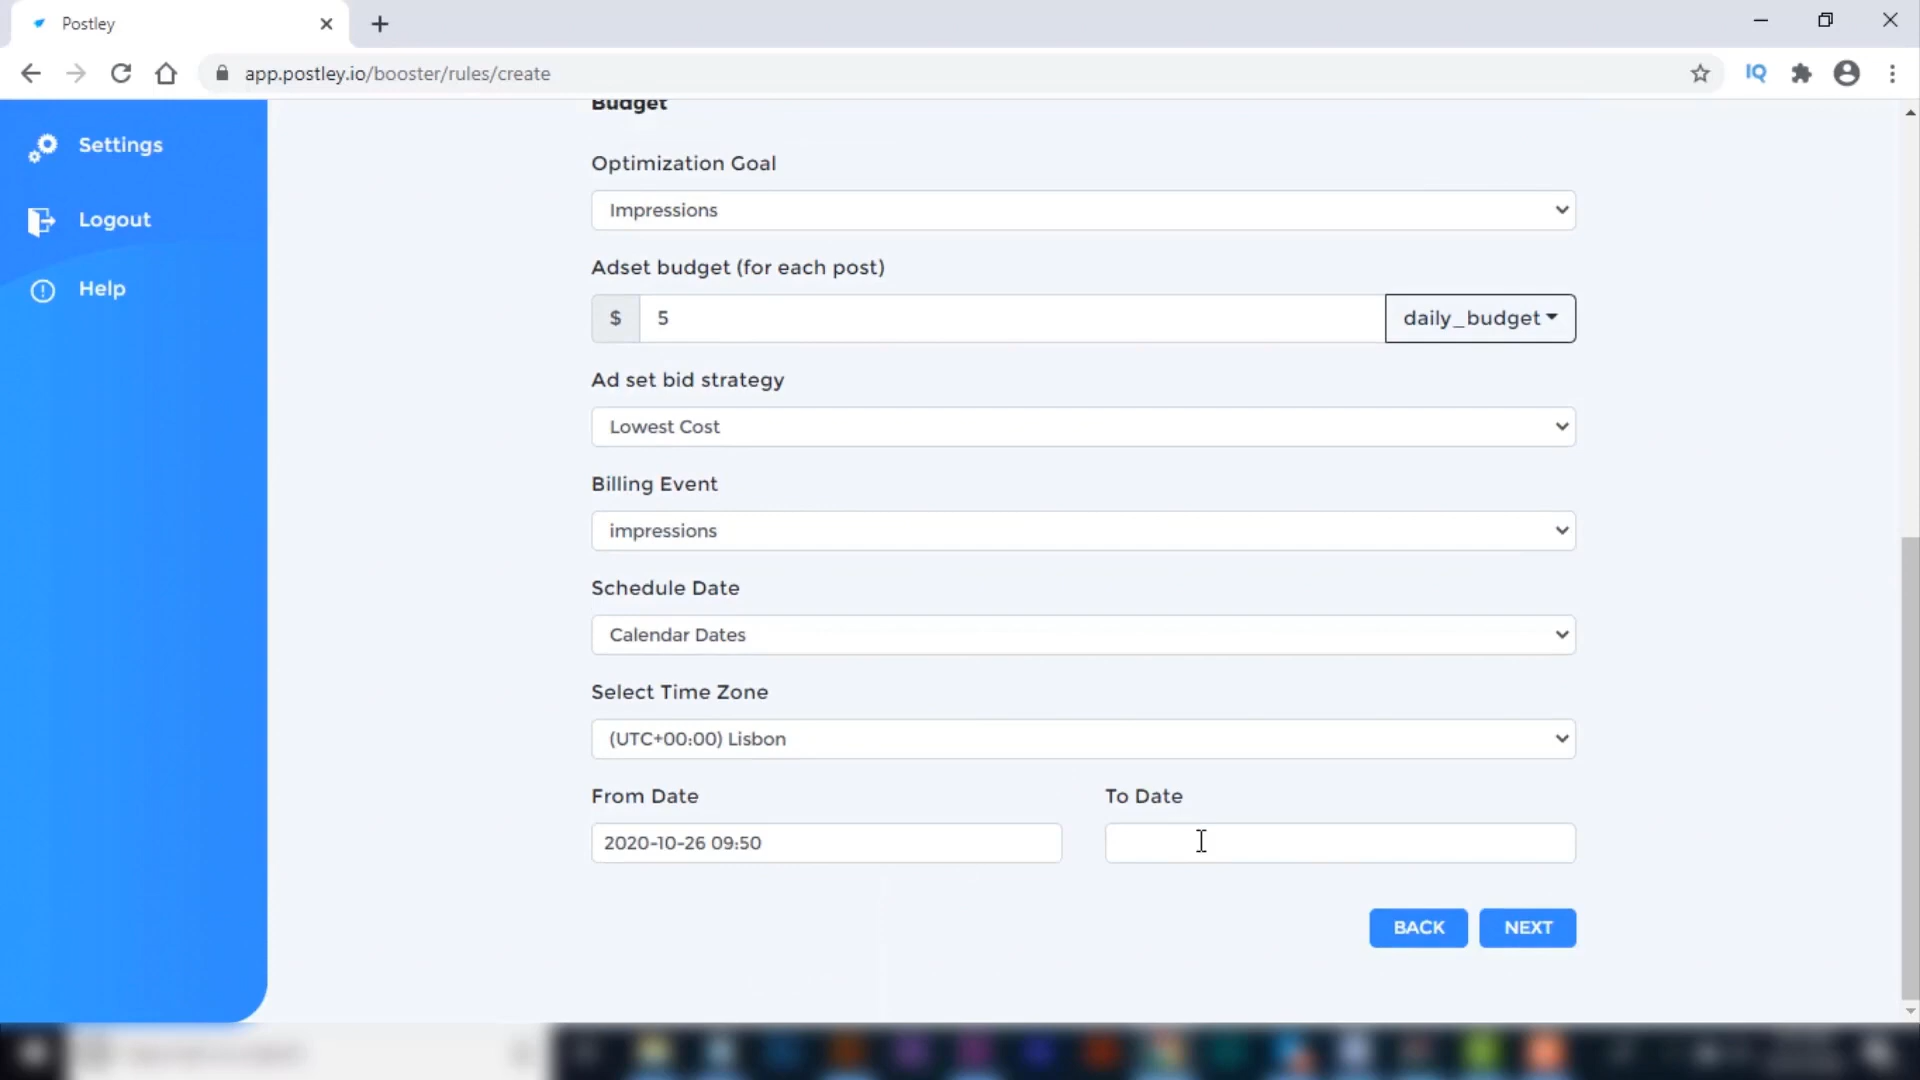 Postley
app.postley.io/booster/rules/create
IQ
Settings
Logout
Help
Budget
Optimization Goal
Impressions
Adset budget (for each post)
$ 5 daily_budget
Ad set bid strategy
Lowest Cost
Billing Event
impressions
Schedule Date
Calendar Dates
Select Time Zone
(UTC+00:00) Lisbon
From Date To Date
2020-10-26 09:50
BACK NEXT